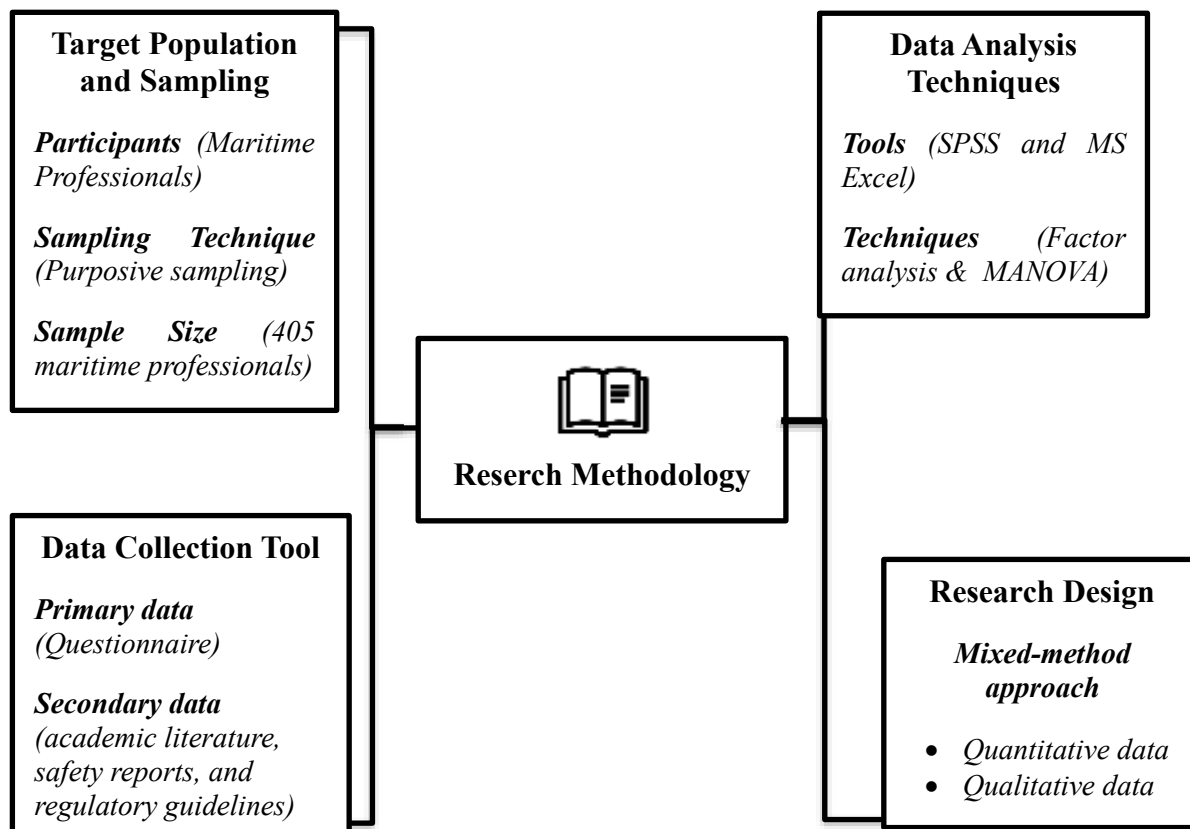 Target Population
and Sampling
Participants (Maritime
Professionals)
Sampling Technique
(Purposive sampling)
Sample Size (405
maritime professionals)
Data Analysis
Techniques
Tools (SPSS and MS
Excel)
Techniques (Factor
analysis & MANOVA)
Reserch Methodology
Data Collection Tool
Primary data
(Questionnaire)
Secondary data
(academic literature,
safety reports, and
regulatory guidelines)
Research Design
Mixed-method
approach
• Quantitative data
• Qualitative data